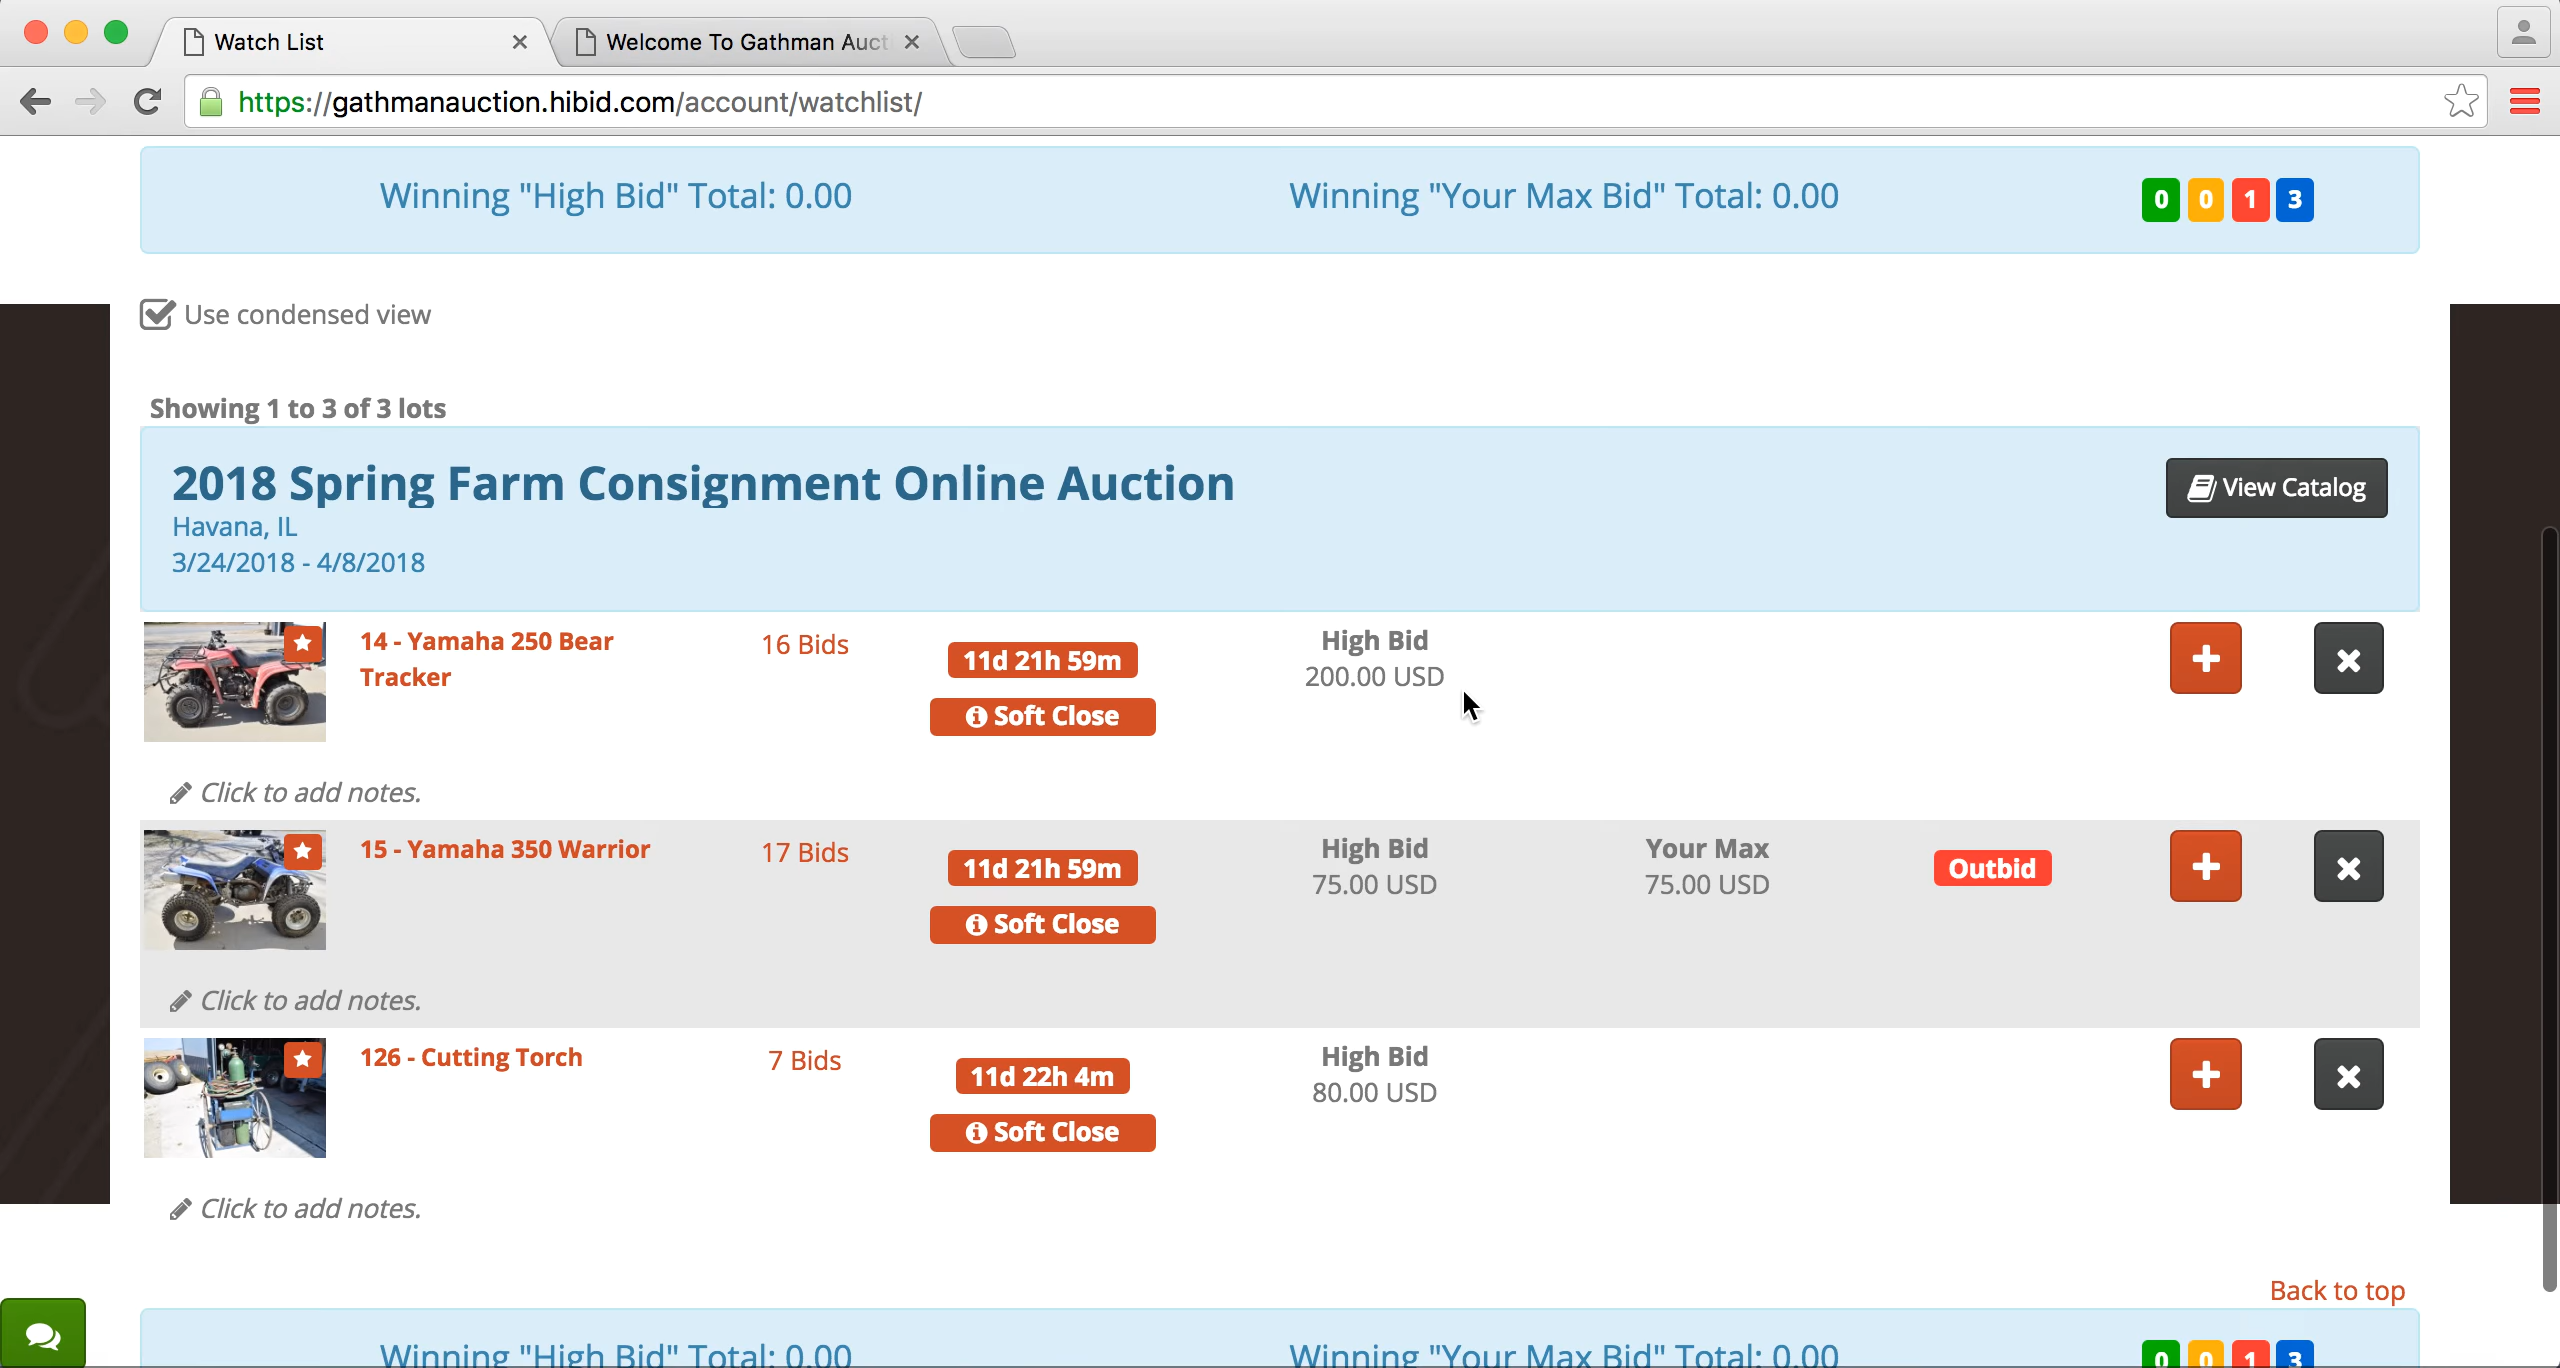 Watch List
Welcome To Gathman Aucti
https://gathmanauction.hibid.com/account/watchlist/
Winning "High Bid" Total: 0.00 Winning "Your Max Bid" Total: 0.00 0 0 1 3
Use condensed view
Showing 1 to 3 of 3 lots
2018 Spring Farm Consignment Online Auction
View Catalog
Havana, IL
3/24/2018 - 4/8/2018
14 - Yamaha 250 Bear
Tracker
16 Bids
11d 21h 59m
Soft Close
High Bid
200.00 USD
Click to add notes.
15 - Yamaha 350 Warrior
17 Bids
11d 21h 59m
Soft Close
High Bid
75.00 USD
Your Max
75.00 USD
Outbid
Click to add notes.
126 - Cutting Torch
7 Bids
11d 22h 4m
Soft Close
High Bid
80.00 USD
Click to add notes.
Back to top
Winning "High Bid" Total: 0.00 Winning "Your Max Bid" Total: 0.00 0 0 1 3